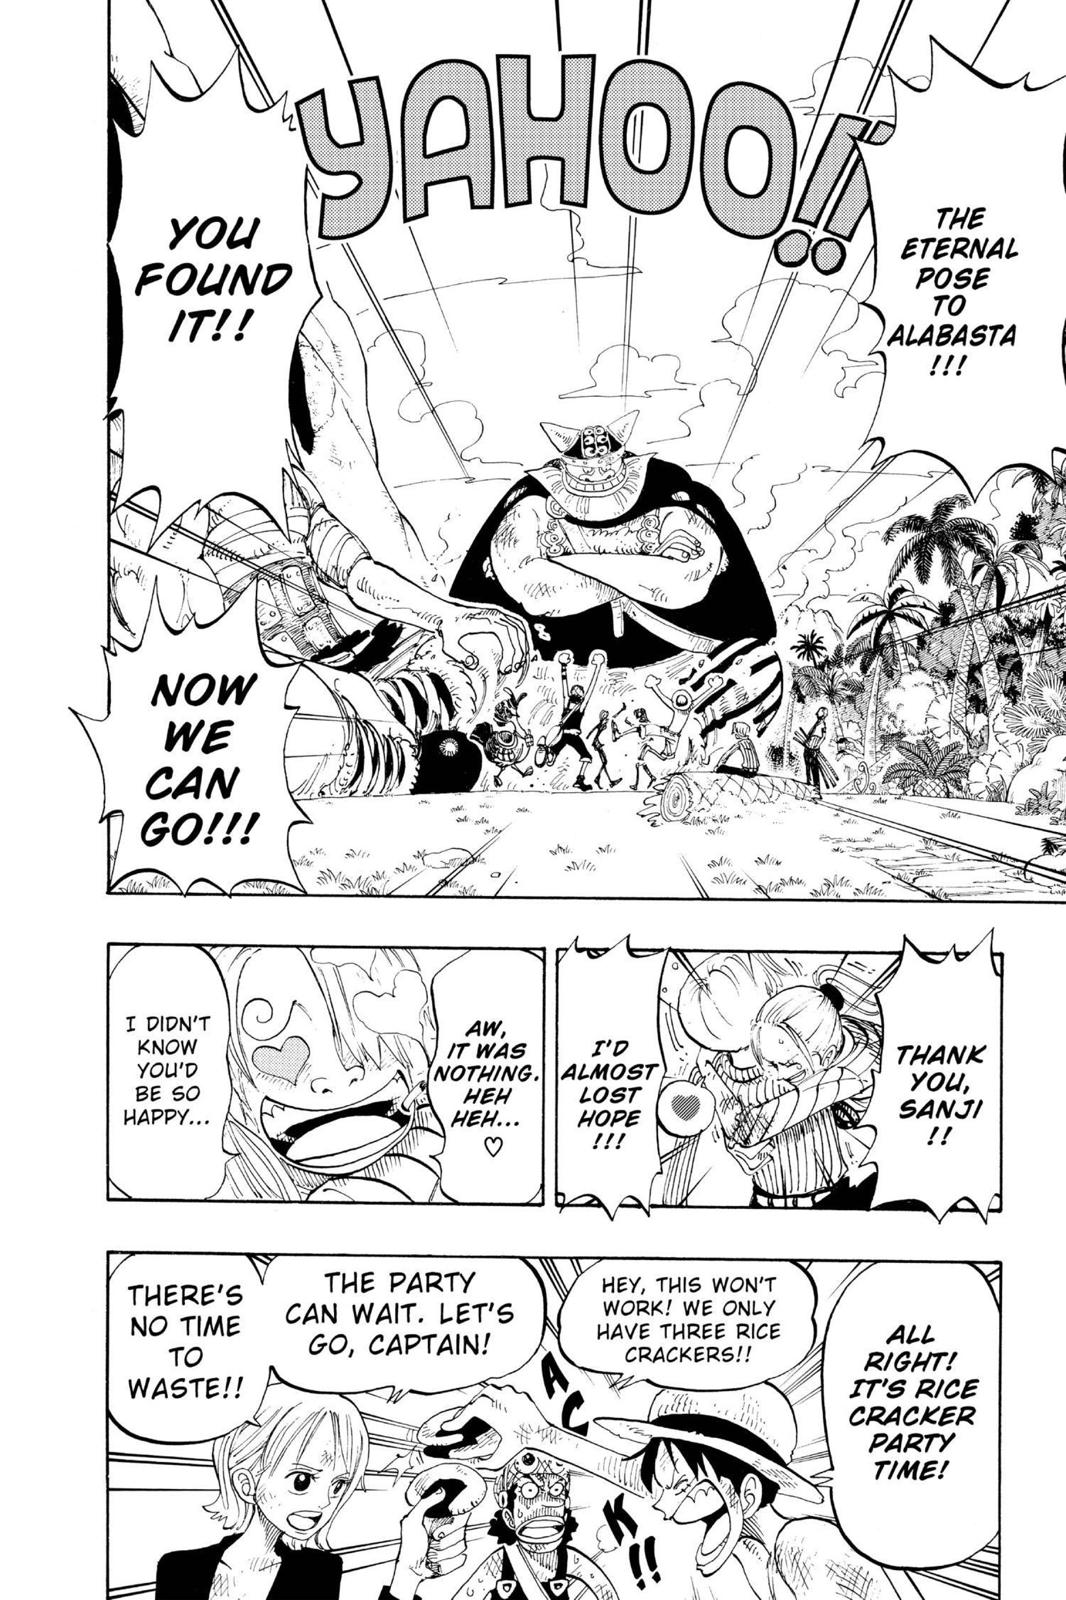 YAHOO!!
THE
ETERNAL
POSE
TO
ALABASTA
!!!
YOU
FOUND
IT!!
NOW
WE
CAN
GO!!!
THANK
YOU,
SANJI
!!
I'D
ALMOST
LOST
HOPE
!!!
AW,
IT WAS
NOTHING.
HEH
HEH...
♡
I DIDN'T
KNOW
YOU'D
BE SO
HAPPY...
ALL
RIGHT!
IT'S RICE
CRACKER
PARTY
TIME!
HEY, THIS WON'T
WORK! WE ONLY
HAVE THREE RICE
CRACKERS!!
ACK!!
THE PARTY
CAN WAIT. LET'S
GO, CAPTAIN!
THERE'S
NO TIME
TO
WASTE!!